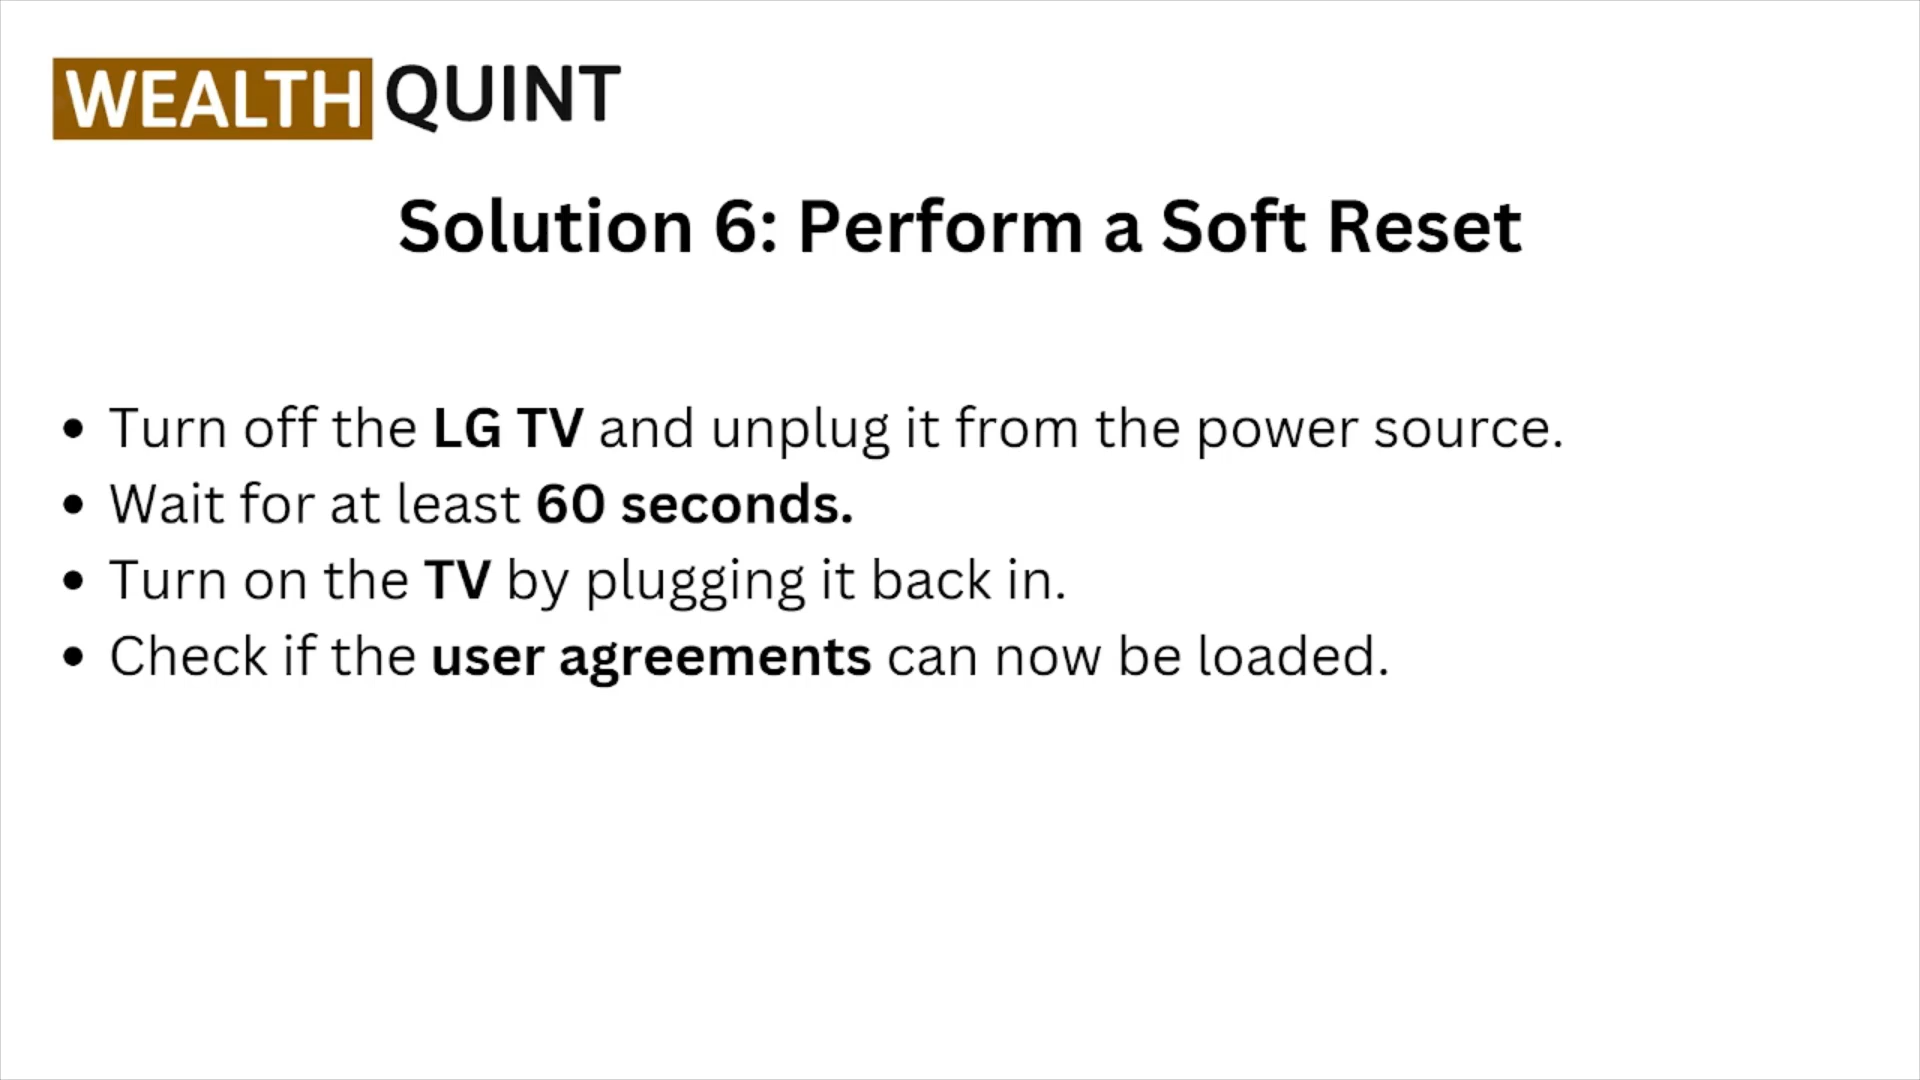 WEALTH QUINT
Solution 6: Perform a Soft Reset
• Turn off the LG TV and unplug it from the power source.
• Wait for at least 60 seconds.
• Turn on the TV by plugging it back in.
• Check if the user agreements can now be loaded.